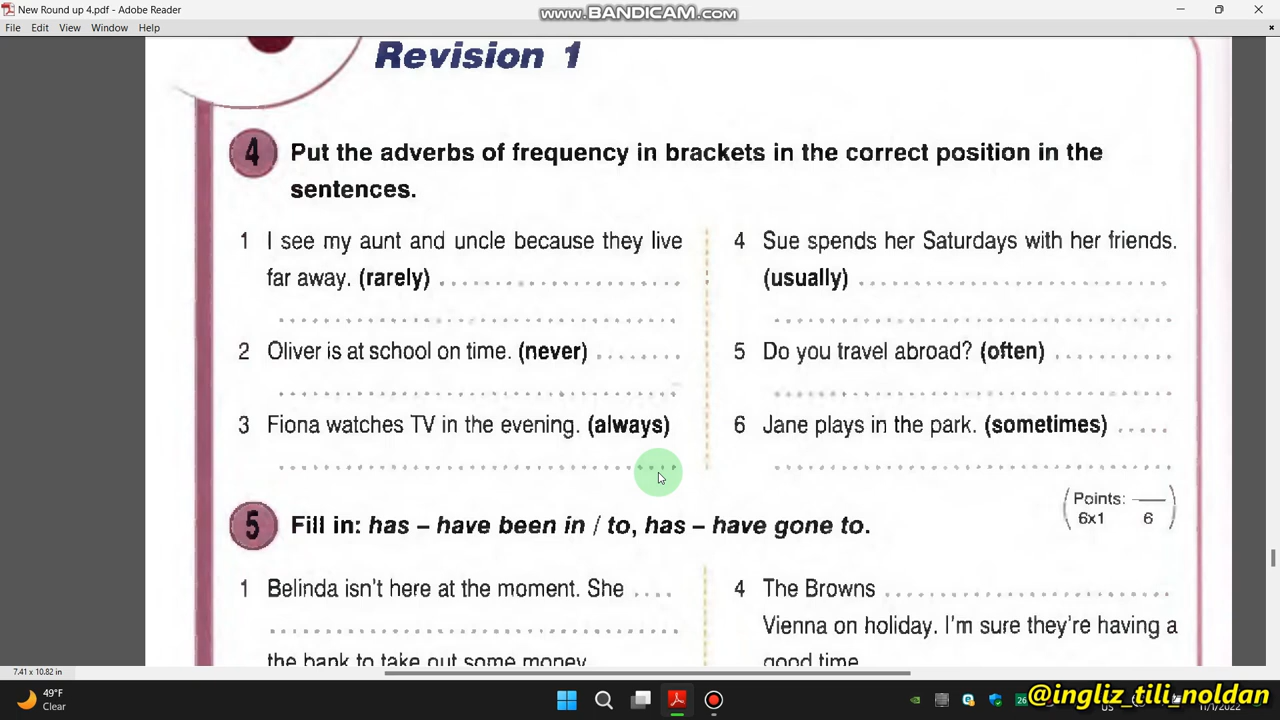 New Round up 4.pdf - Adobe Reader
www.BANDICAM.com
File Edit View Window Help
Revision 1
4 Put the adverbs of frequency in brackets in the correct position in the
sentences.
1 I see my aunt and uncle because they live
far away. (rarely)
2 Oliver is at school on time. (never)
3 Fiona watches TV in the evening. (always)
4 Sue spends her Saturdays with her friends.
(usually)
5 Do you travel abroad? (often)
6 Jane plays in the park. (sometimes)
(Points: 
6x1 6)
5 Fill in: has – have been in / to, has – have gone to.
1 Belinda isn't here at the moment. She ....
the bank to take out some money
4 The Browns
Vienna on holiday. I'm sure they're having a
good time
7.41 x 10.82 in
49°F
Clear
26
@ingliz_tili_noldan